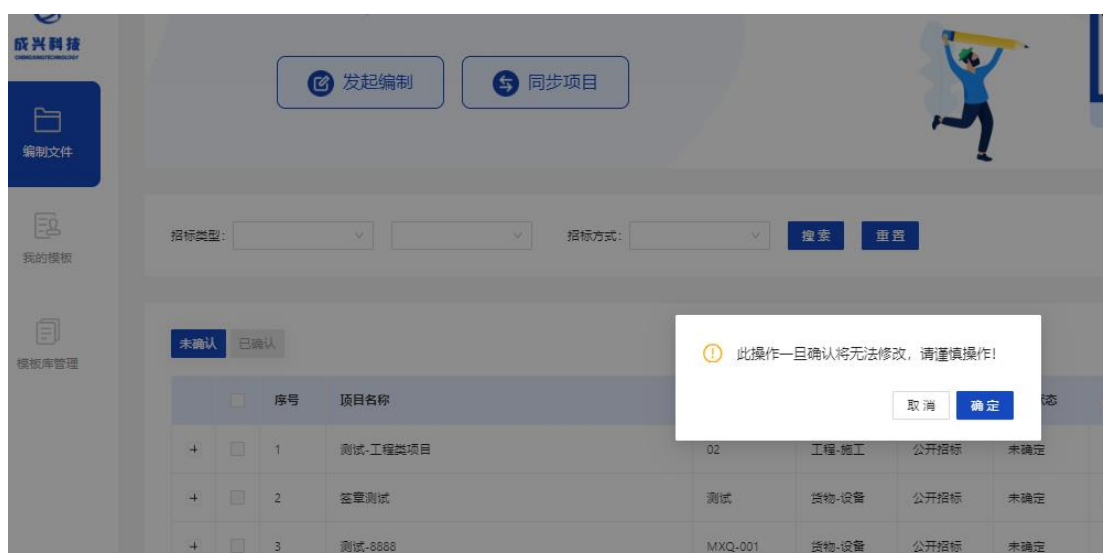 成兴科技
CHENGXINGTECHNOLOGY
发起编制
同步项目
编制文件
我的模板
模板库管理
招标类型:
招标方式:
搜索
重置
未确认
已确认
此操作一旦确认将无法修改, 请谨慎操作!
取消
确定
序号 项目名称 态
+ 1 测试-工程类项目 02 工程-施工 公开招标 未确定
+ 2 签章测试 测试 货物-设备 公开招标 未确定
+ 3 测试-8888 MXQ-001 货物-设备 公开招标 未确定